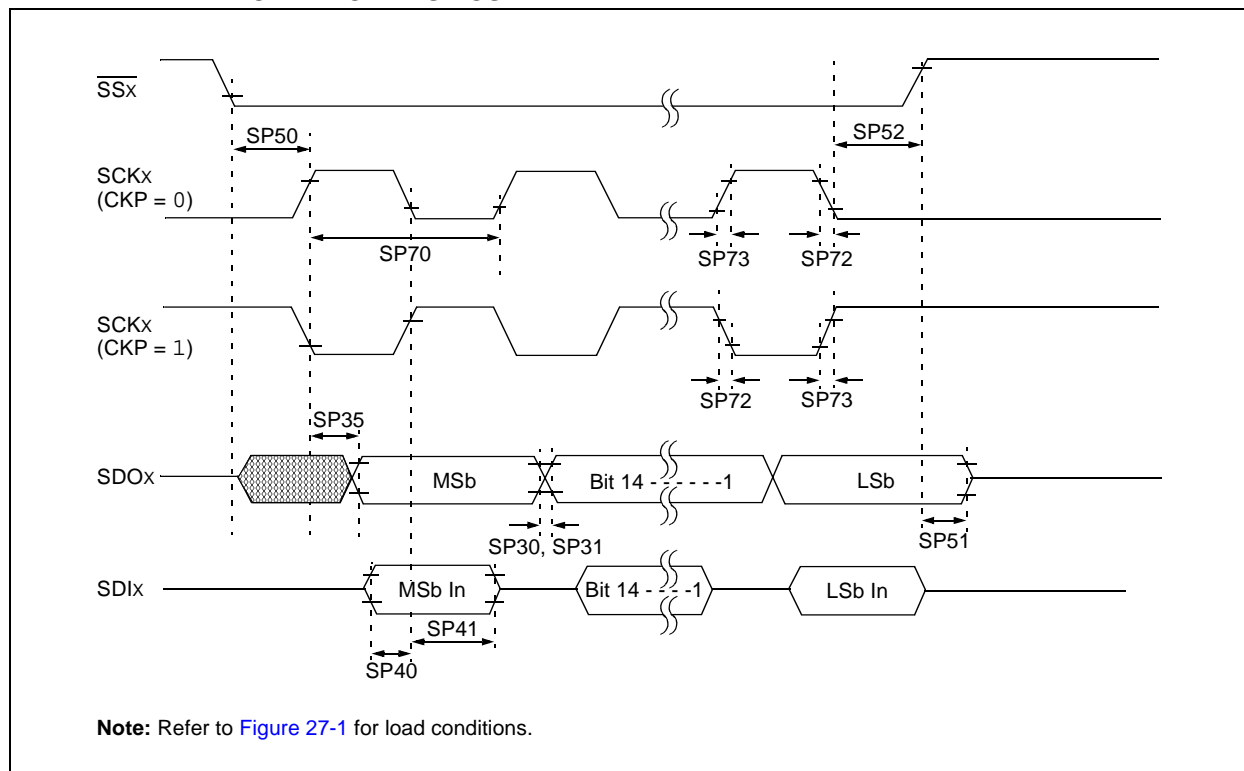 SSX
SP50
SP52
SCKX
(CKP = 0)
SP70
SP73
SP72
SCKX
(CKP = 1)
SP72
SP73
SP35
SDOX
MSb
Bit 14 - - - - - -1
LSb
SP30, SP31
SP51
SDIX
MSb In
Bit 14 - - - -1
LSb In
SP41
SP40
Note: Refer to Figure 27-1 for load conditions.